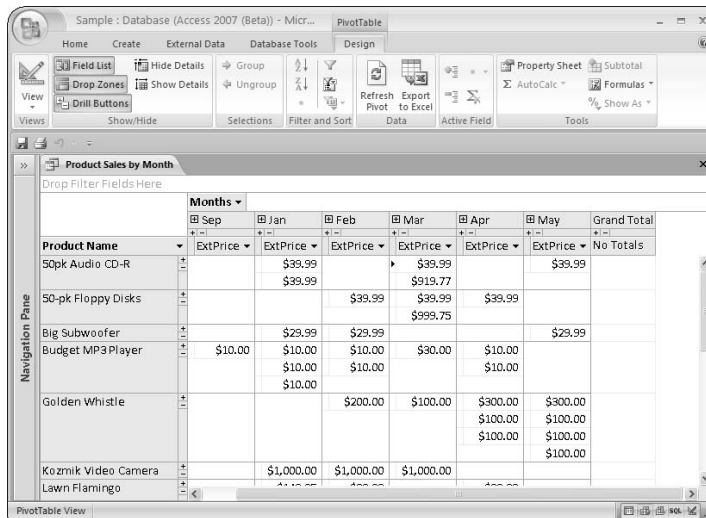 Sample : Database (Access 2007 (Beta)) - Micr... PivotTable
Home Create External Data Database Tools Design
View
Views
Field List Hide Details
Drop Zones Show Details
Drill Buttons
Show/Hide
Group
Ungroup
Selections
Filter and Sort
Refresh Pivot Export to Excel
Data
Active Field
Property Sheet Subtotal
Σ AutoCalc Formulas
% Show As
Tools
Product Sales by Month
Drop Filter Fields Here
Months
Sep Jan Feb Mar Apr May Grand Total
Product Name ExtPrice ExtPrice ExtPrice ExtPrice ExtPrice ExtPrice No Totals
50pk Audio CD-R $39.99 $39.99 $39.99
$39.99 $919.77
50-pk Floppy Disks $39.99 $39.99 $39.99
$999.75
Big Subwoofer $29.99 $29.99 $29.99
Budget MP3 Player $10.00 $10.00 $10.00 $30.00 $10.00
$10.00 $10.00 $10.00
$10.00
Golden Whistle $200.00 $100.00 $300.00 $300.00
$100.00 $100.00
$100.00 $100.00
$100.00
Kozmik Video Camera $1,000.00 $1,000.00 $1,000.00
Lawn Flamingo
Navigation Pane
PivotTable View SQL